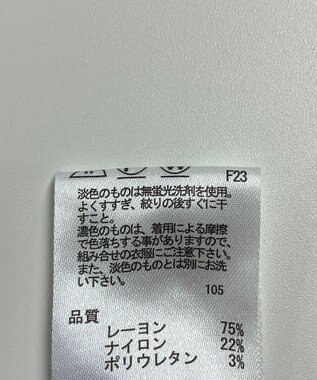 F23
淡色のものは無蛍光洗剤を使用。
よくすすぎ、絞りの後すぐに干
すこと。
濃色のものは、着用による摩擦
で色落ちする事がありますので、
組み合せの衣服にご注意下さい。
また、淡色のものとは別にお洗
い下さい。
105
品質
レーヨン 75%
ナイロン 22%
ポリウレタン 3%